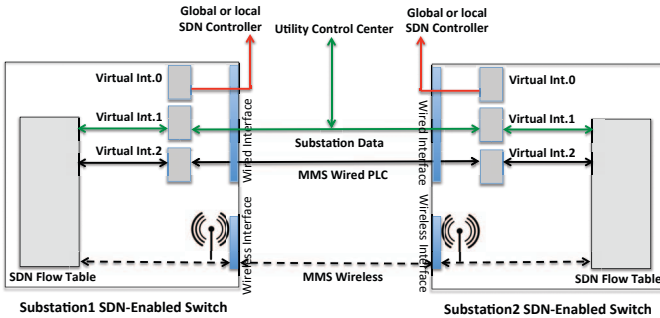 Global or local
SDN Controller
Utility Control Center
Global or local
SDN Controller
Virtual Int.0
Virtual Int.1
Virtual Int.2
Wired Interface
Wireless Interface
SDN Flow Table
Substation Data
MMS Wired PLC
MMS Wireless
Wired Interface
Wireless Interface
Virtual Int.0
Virtual Int.1
Virtual Int.2
SDN Flow Table
Substation1 SDN-Enabled Switch
Substation2 SDN-Enabled Switch